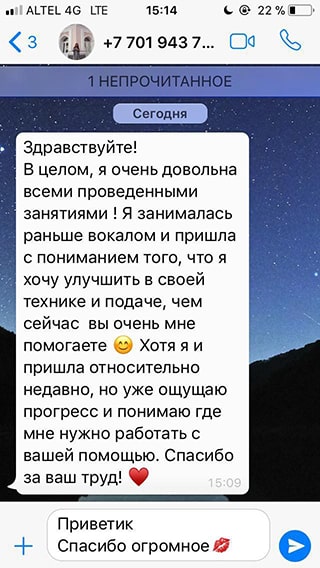 ALTEL 4G LTE 15:14 22 %
3 +7 701 943 7...
1 НЕПРОЧИТАННОЕ
Сегодня
Здравствуйте!
В целом, я очень довольна
всеми проведенными
занятиями ! Я занималась
раньше вокалом и пришла
с пониманием того, что я
хочу улучшить в своей
технике и подаче, чем
сейчас вы очень мне
помогаете 😊 Хотя я и
пришла относительно
недавно, но уже ощущаю
прогресс и понимаю где
мне нужно работать с
вашей помощью. Спасибо
за ваш труд! ♥️ 15:09
Приветик
Спасибо огромное💋